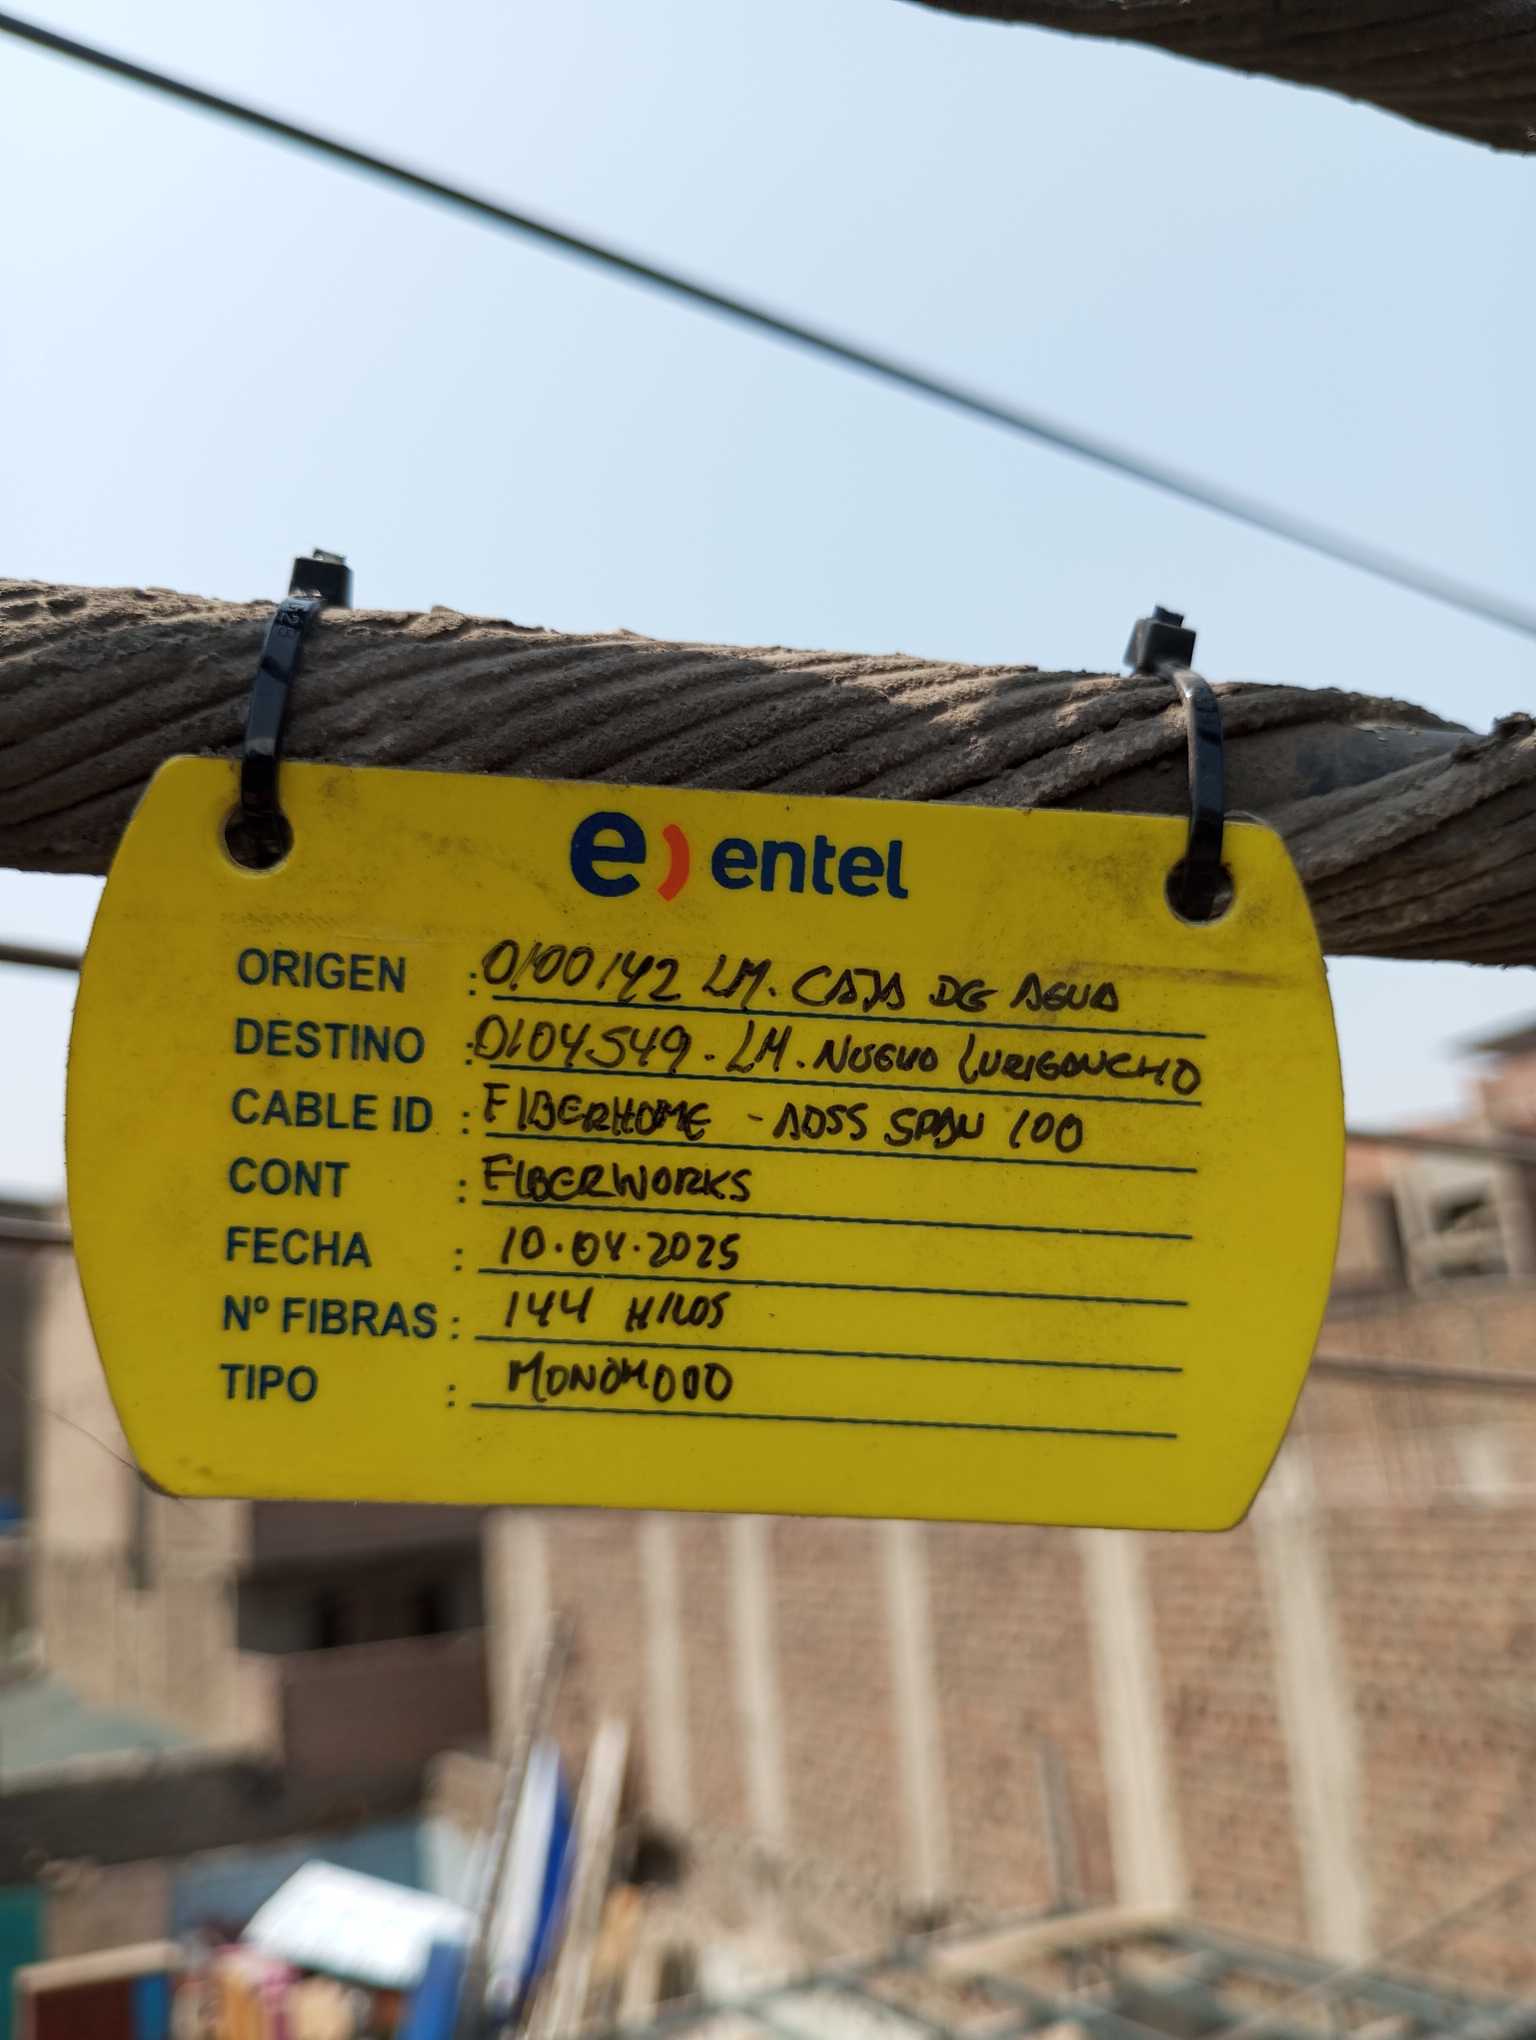 e) entel
ORIGEN : 0100142 LM. CAJA DE AGUA
DESTINO : 0104549. LM. NUEVO LURIGANCHO
CABLE ID : FIBERHOME - ADSS SPAN 100
CONT : FIBERWORKS
FECHA : 10.04.2025
Nº FIBRAS : 144 HILOS
TIPO : MONOMODO